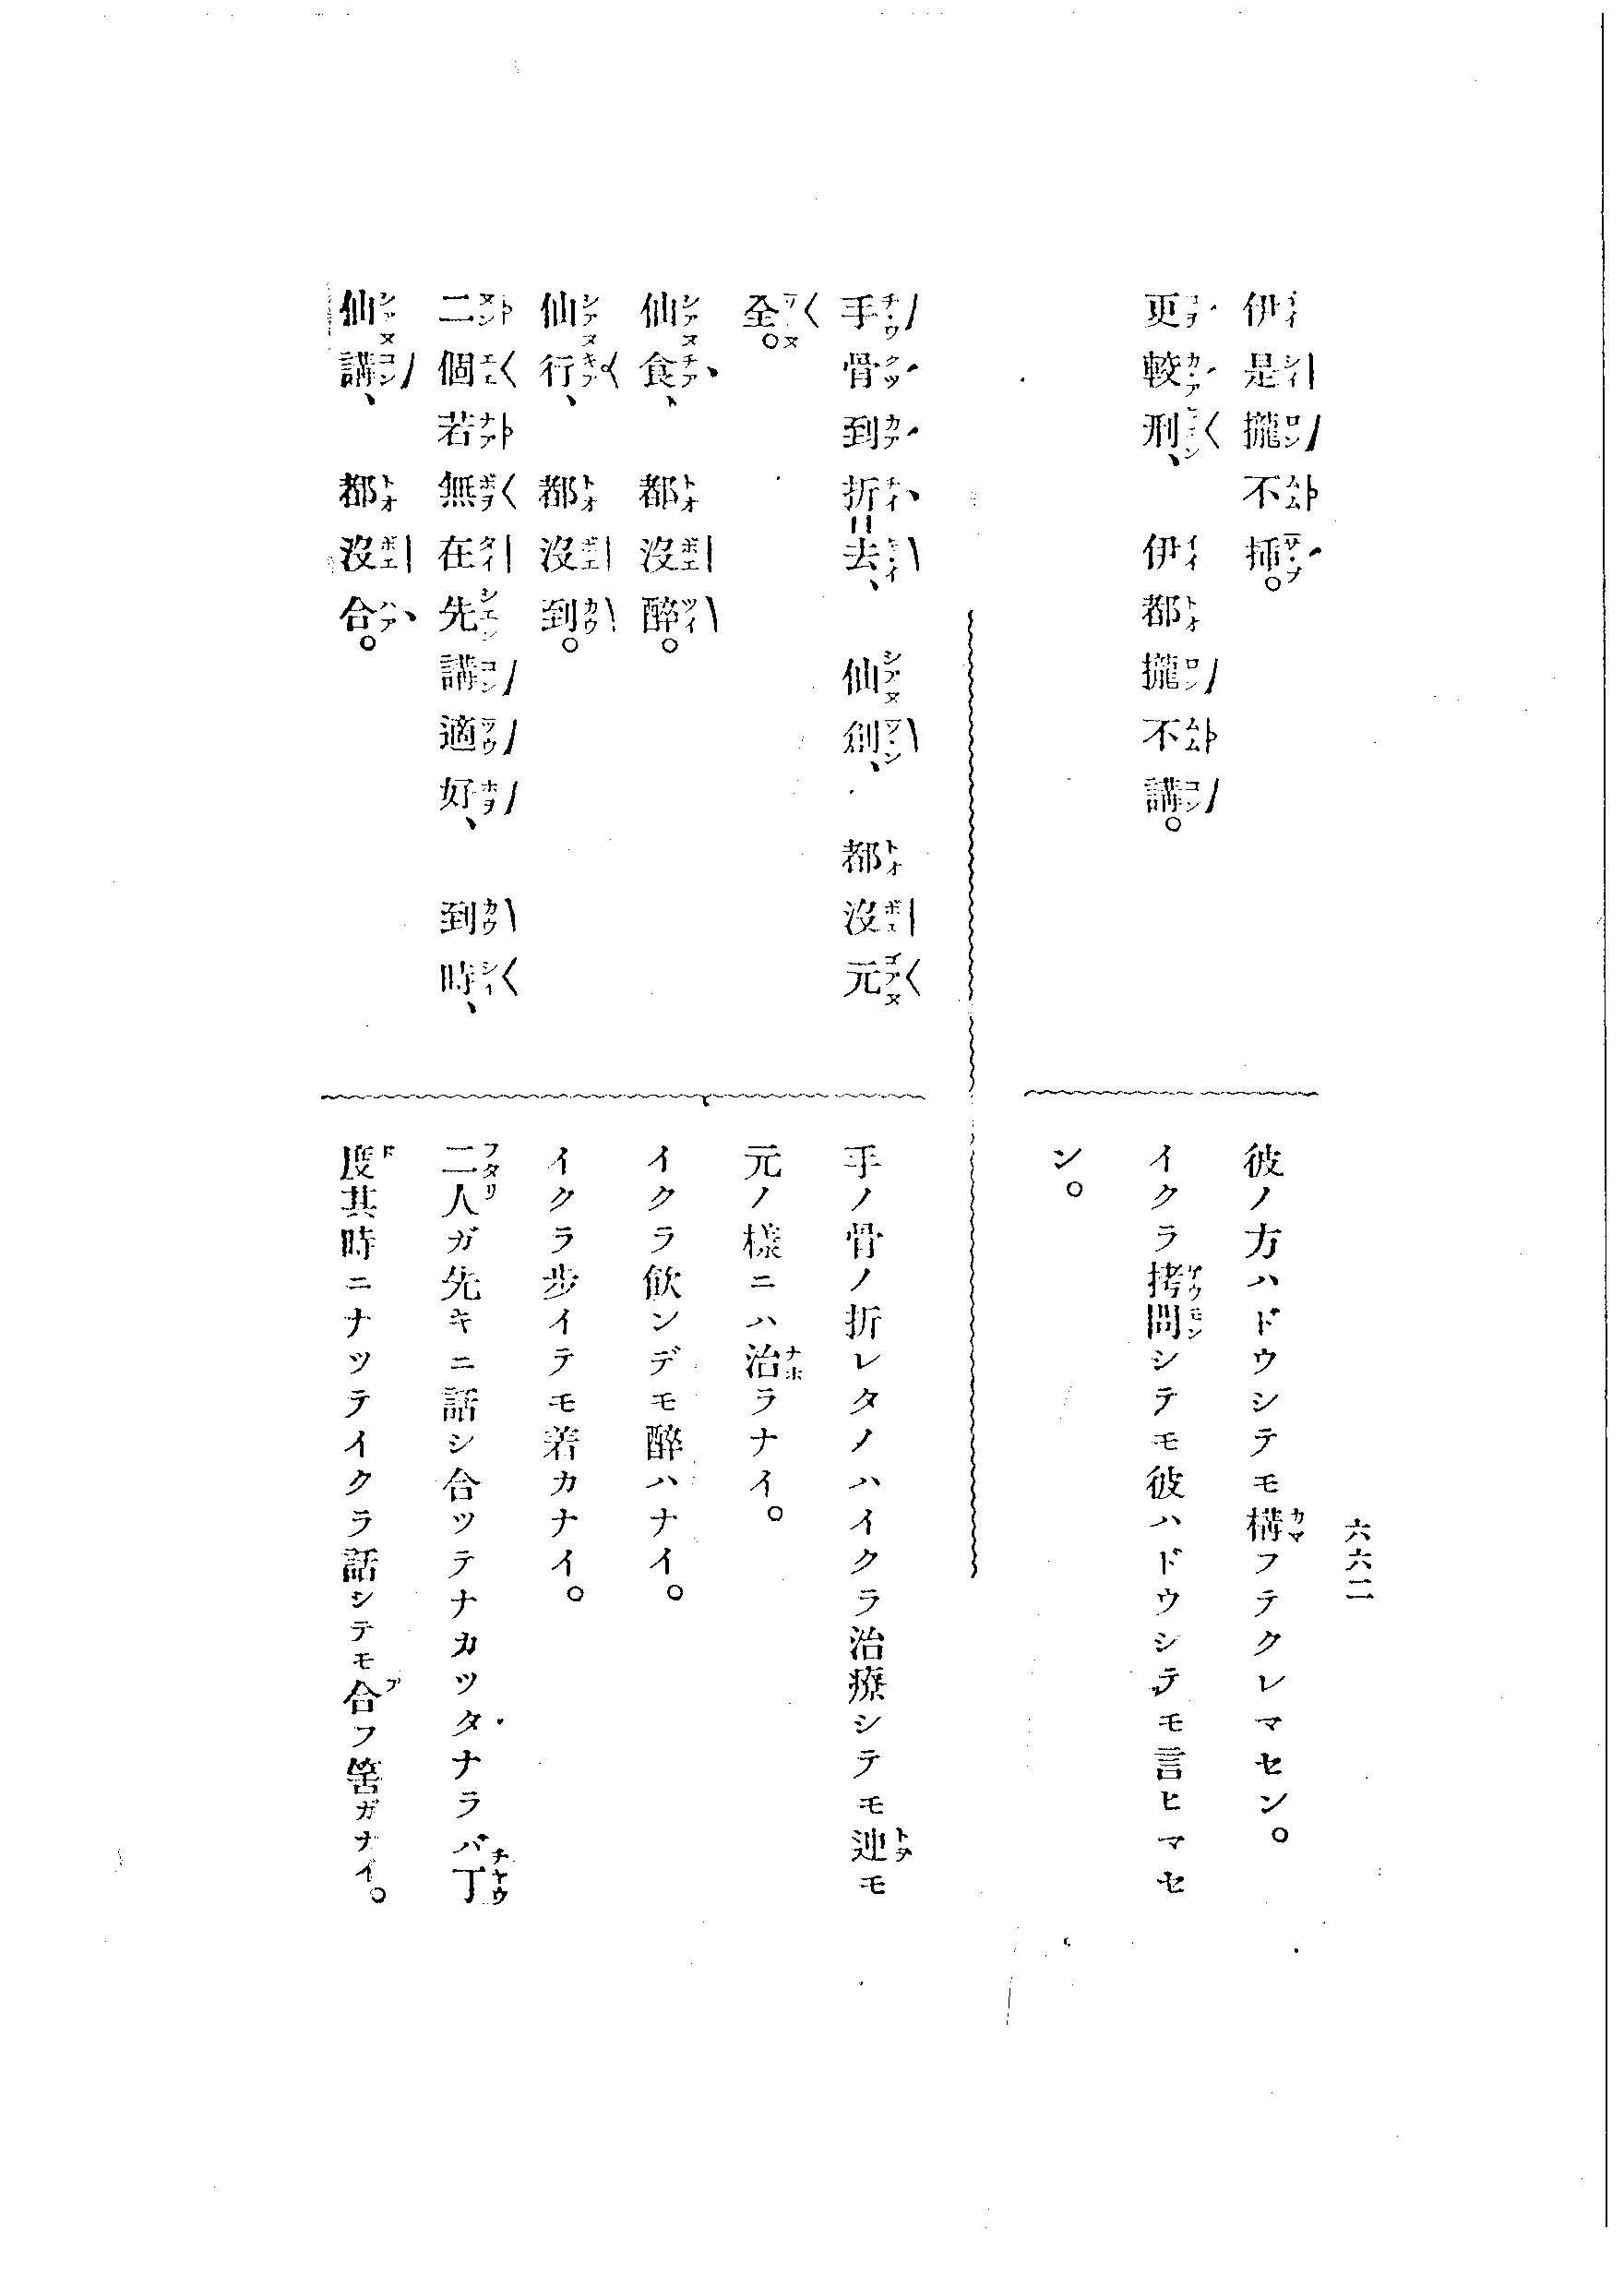 六六二
伊是攏不揷。
更較刑、伊都攏不講。
手骨到折=去、仙創、都沒元
全。
仙食、都沒醉。
仙行、都沒到。
二個若無在先講適好、到時、
仙講、都沒合。
彼ノ方ハドウシテモ構フテクレマセン。
イクラ拷問シテモ彼ハドウシテモ言ヒマセ
ン。
手ノ骨ノ折レタノハイクラ治療シテモ迚モ
元ノ樣ニハ治ラナイ。
イクラ飮ンデモ醉ハナイ。
イクラ步イテモ着カナイ。
二人ガ先キニ話シ合ツテナカツタナラバ丁
度其時ニナツテイクラ話シテモ合フ筈ガナイ。